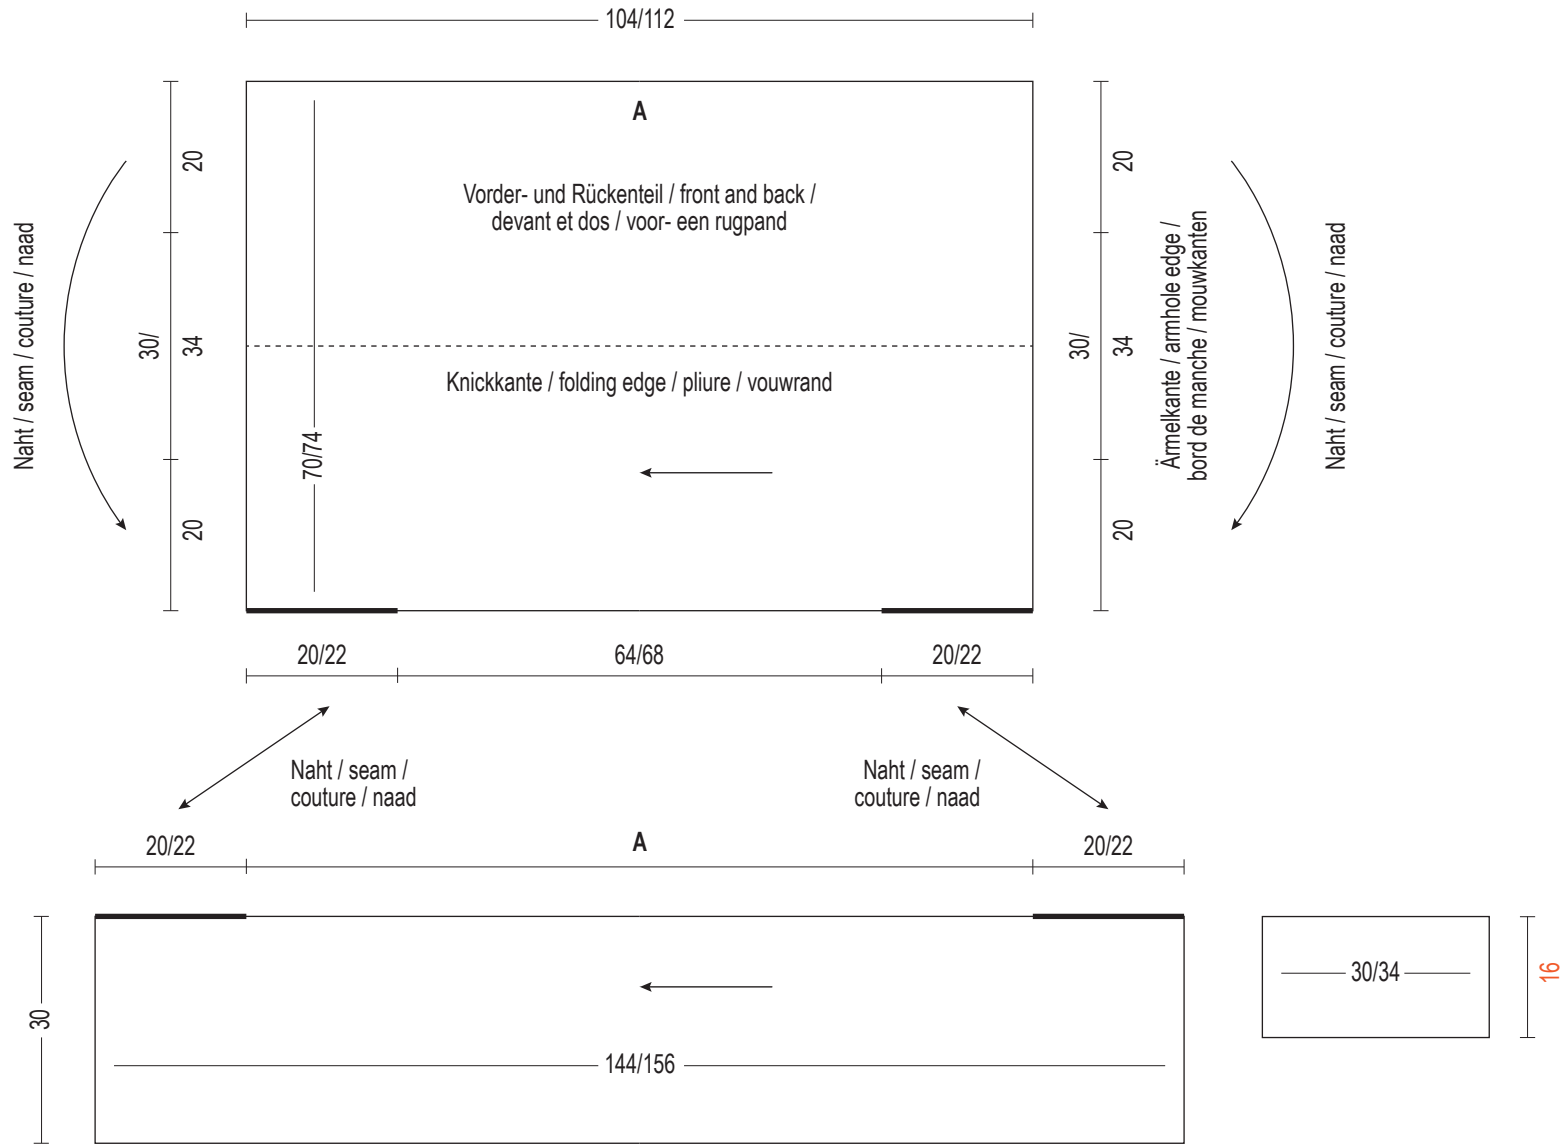 104/112
A
Vorder- und Rückenteil / front and back /
devant et dos / voor- een rugpand
Knickkante / folding edge / pliure / vouwrand
70/74
Naht / seam / couture / naad
20
30/
34
20
20
30/
34
20
Ärmelkante / armhole edge /
bord de manche / mouwkanten
Naht / seam / couture / naad
20/22
64/68
20/22
Naht / seam /
couture / naad
Naht / seam /
couture / naad
20/22
A
20/22
30
144/156
30/34
16